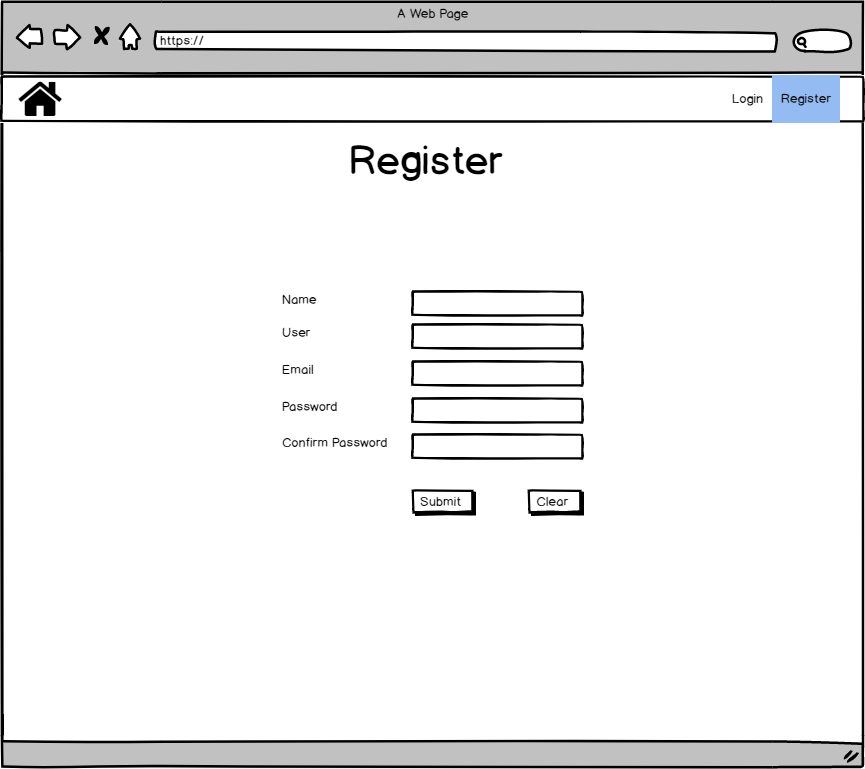 A Web Page
https://
Login Register
Register
Name
User
Email
Password
Confirm Password
Submit Clear